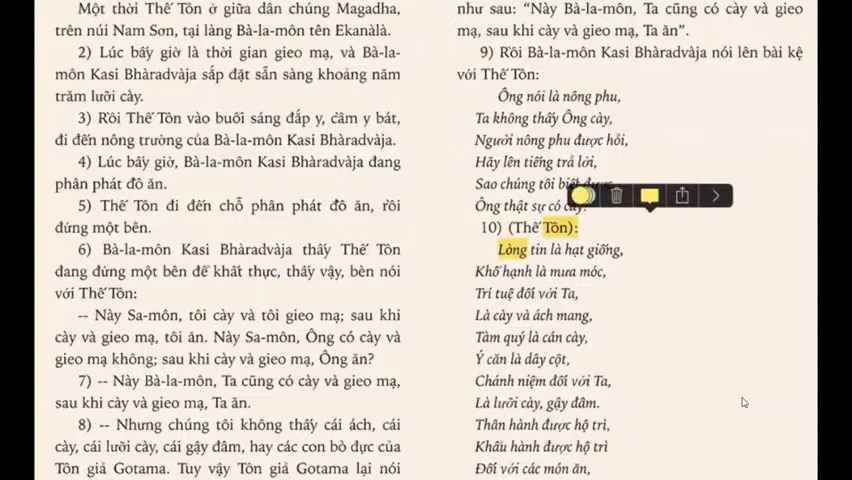 Một thời Thế Tôn ở giữa dân chúng Magadha,
trên núi Nam Sơn, tại làng Bà-la-môn tên Ekanàlà.
2) Lúc bấy giờ là thời gian gieo mạ, và Bà-la-
môn Kasi Bhàradvàja sắp đặt sẵn sàng khoảng năm
trăm lưỡi cày.
3) Rồi Thế Tôn vào buổi sáng đắp y, cầm y bát,
đi đến nông trường của Bà-la-môn Kasi Bhàradvàja.
4) Lúc bấy giờ, Bà-la-môn Kasi Bhàradvàja đang
phân phát đồ ăn.
5) Thế Tôn đi đến chỗ phân phát đồ ăn, rồi
đứng một bên.
6) Bà-la-môn Kasi Bhàradvàja thấy Thế Tôn
đang đứng một bên để khất thực, thấy vậy, bèn nói
với Thế Tôn:
-- Này Sa-môn, tôi cày và tôi gieo mạ; sau khi
cày và gieo mạ, tôi ăn. Này Sa-môn, Ông có cày và
gieo mạ không; sau khi cày và gieo mạ, Ông ăn?
7) -- Này Bà-la-môn, Ta cũng có cày và gieo mạ,
sau khi cày và gieo mạ, Ta ăn.
8) -- Nhưng chúng tôi không thấy cái ách, cái
cày, cái lưỡi cày, cái gậy đâm, hay các con bò đực của
Tôn giả Gotama. Tuy vậy Tôn giả Gotama lại nói
như sau: “Này Bà-la-môn, Ta cũng có cày và gieo
mạ, sau khi cày và gieo mạ, Ta ăn”.
9) Rồi Bà-la-môn Kasi Bhàradvàja nói lên bài kệ
với Thế Tôn:
Ông nói là nông phu,
Ta không thấy Ông cày,
Người nông phu được hỏi,
Hãy lên tiếng trả lời,
Sao chúng tôi biết được,
Ông thật sự có cày?
10) (Thế Tôn):
Lòng tin là hạt giống,
Khổ hạnh là mưa móc,
Trí tuệ đối với Ta,
Là cày và ách mang,
Tàm quý là cán cày,
Ý căn là dây cột,
Chánh niệm đối với Ta,
Là lưỡi cày, gậy đâm.
Thân hành được hộ trì,
Khẩu hành được hộ trì
Đối với các món ăn,